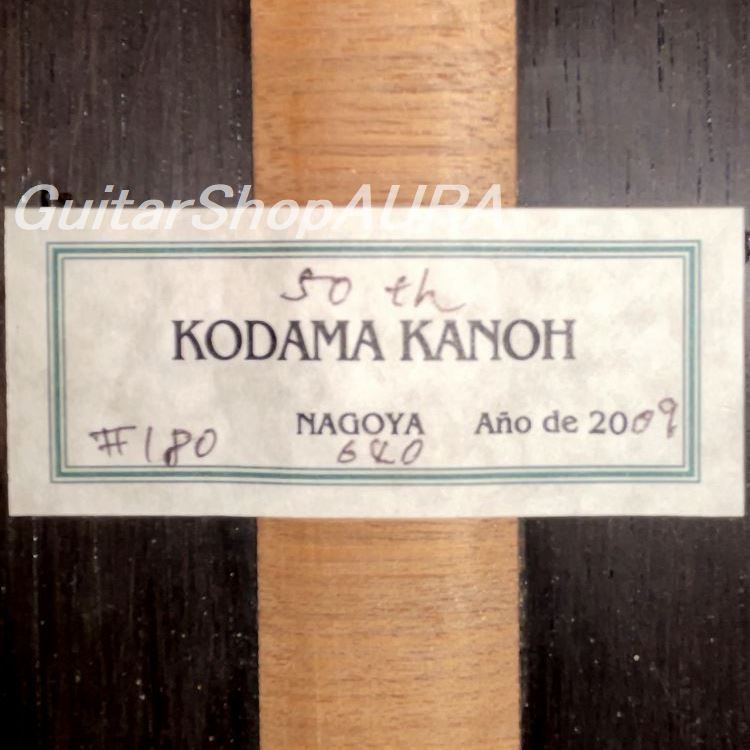 GuitarShopAURA
50 th
KODAMA KANOH
NAGOYA Año de 2009
#180 640